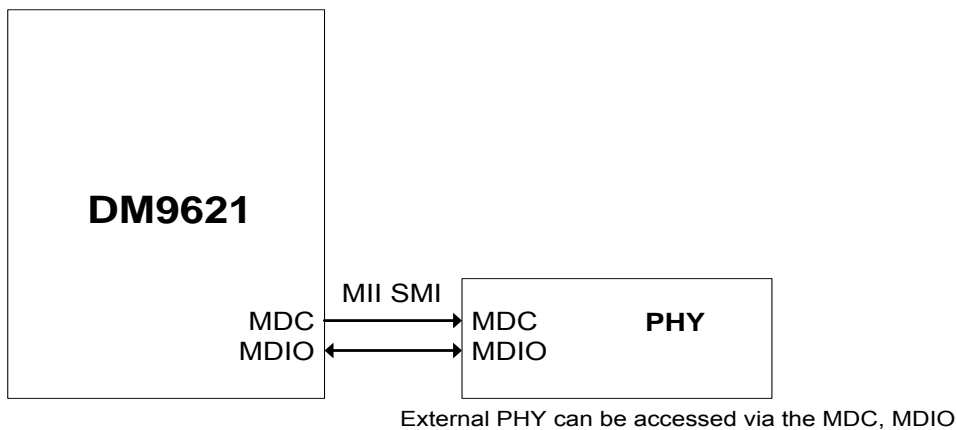 DM9621
MII SMI
MDC MDC PHY
MDIO MDIO
External PHY can be accessed via the MDC, MDIO